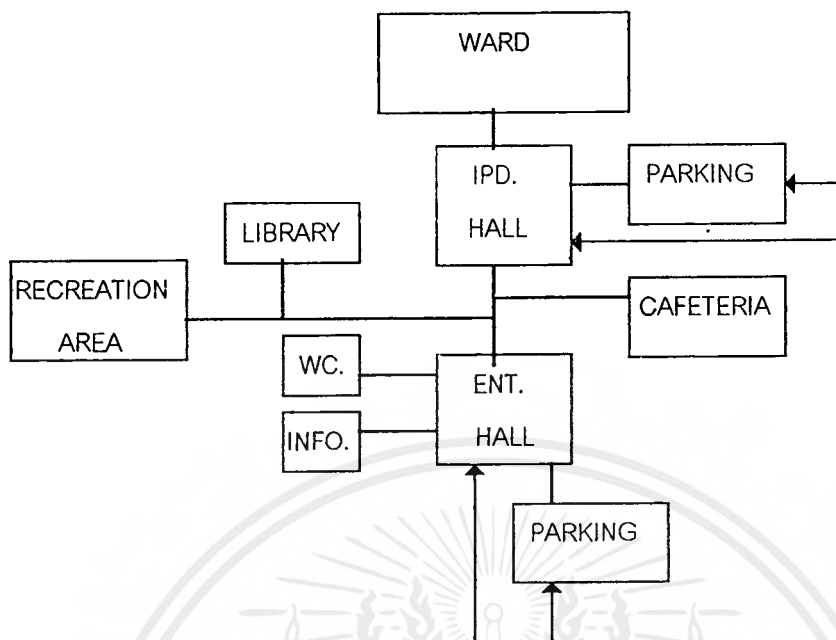 WARD
IPD.
HALL
PARKING
LIBRARY
RECREATION
AREA
CAFETERIA
WC.
ENT.
HALL
INFO.
PARKING